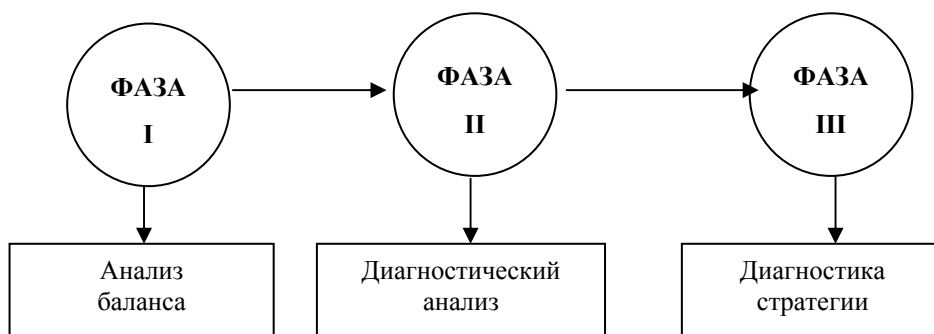 ФАЗА
I
ФАЗА
II
ФАЗА
III
Анализ
баланса
Диагностический
анализ
Диагностика
стратегии